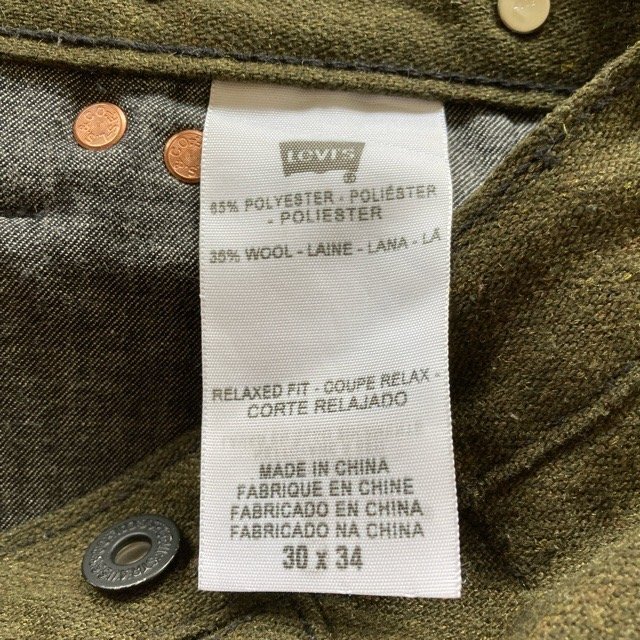 LEVI'S
®
65% POLYESTER - POLIÉSTER
- POLIESTER
35% WOOL - LAINE - LANA - LÃ
RELAXED FIT - COUPE RELAX -
CORTE RELAJADO
MADE IN CHINA
FABRIQUE EN CHINE
FABRICADO EN CHINA
FABRICADO NA CHINA
30 x 34